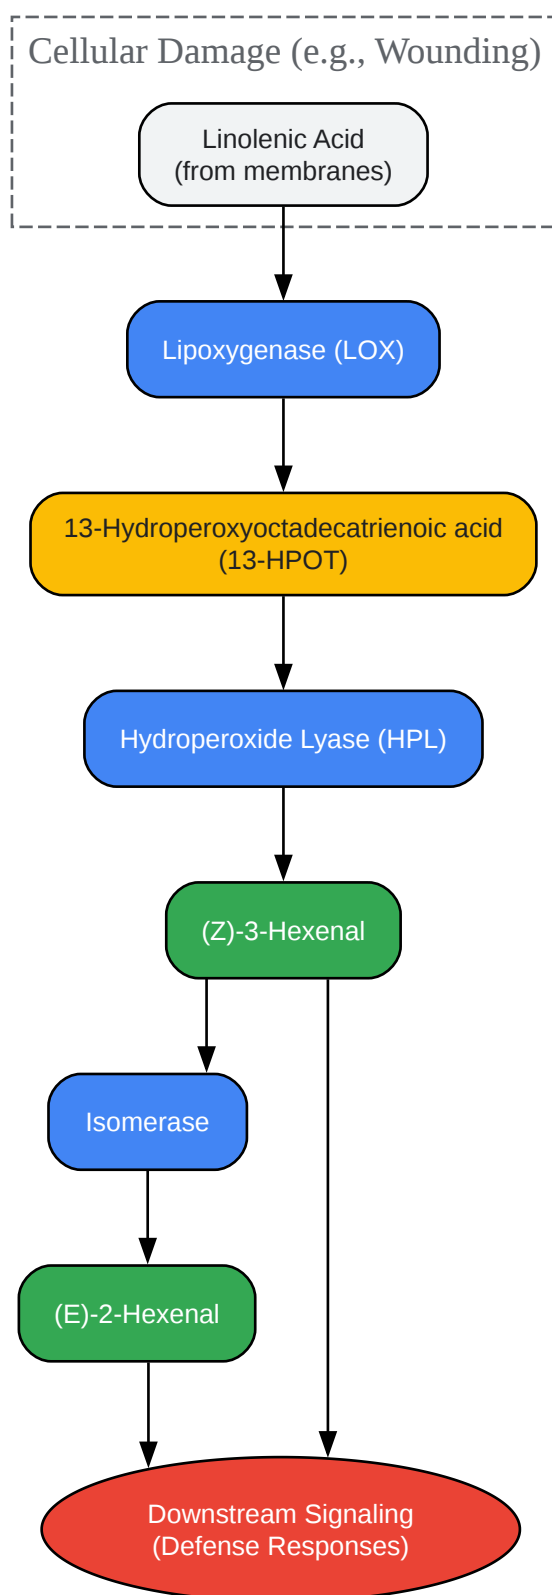 Cellular Damage (e.g., Wounding)
Linolenic Acid
(from membranes)
Lipoxygenase (LOX)
13-Hydroperoxyoctadecatrienoic acid
(13-HPOT)
Hydroperoxide Lyase (HPL)
(Z)-3-Hexenal
Isomerase
(E)-2-Hexenal
Downstream Signaling
(Defense Responses)